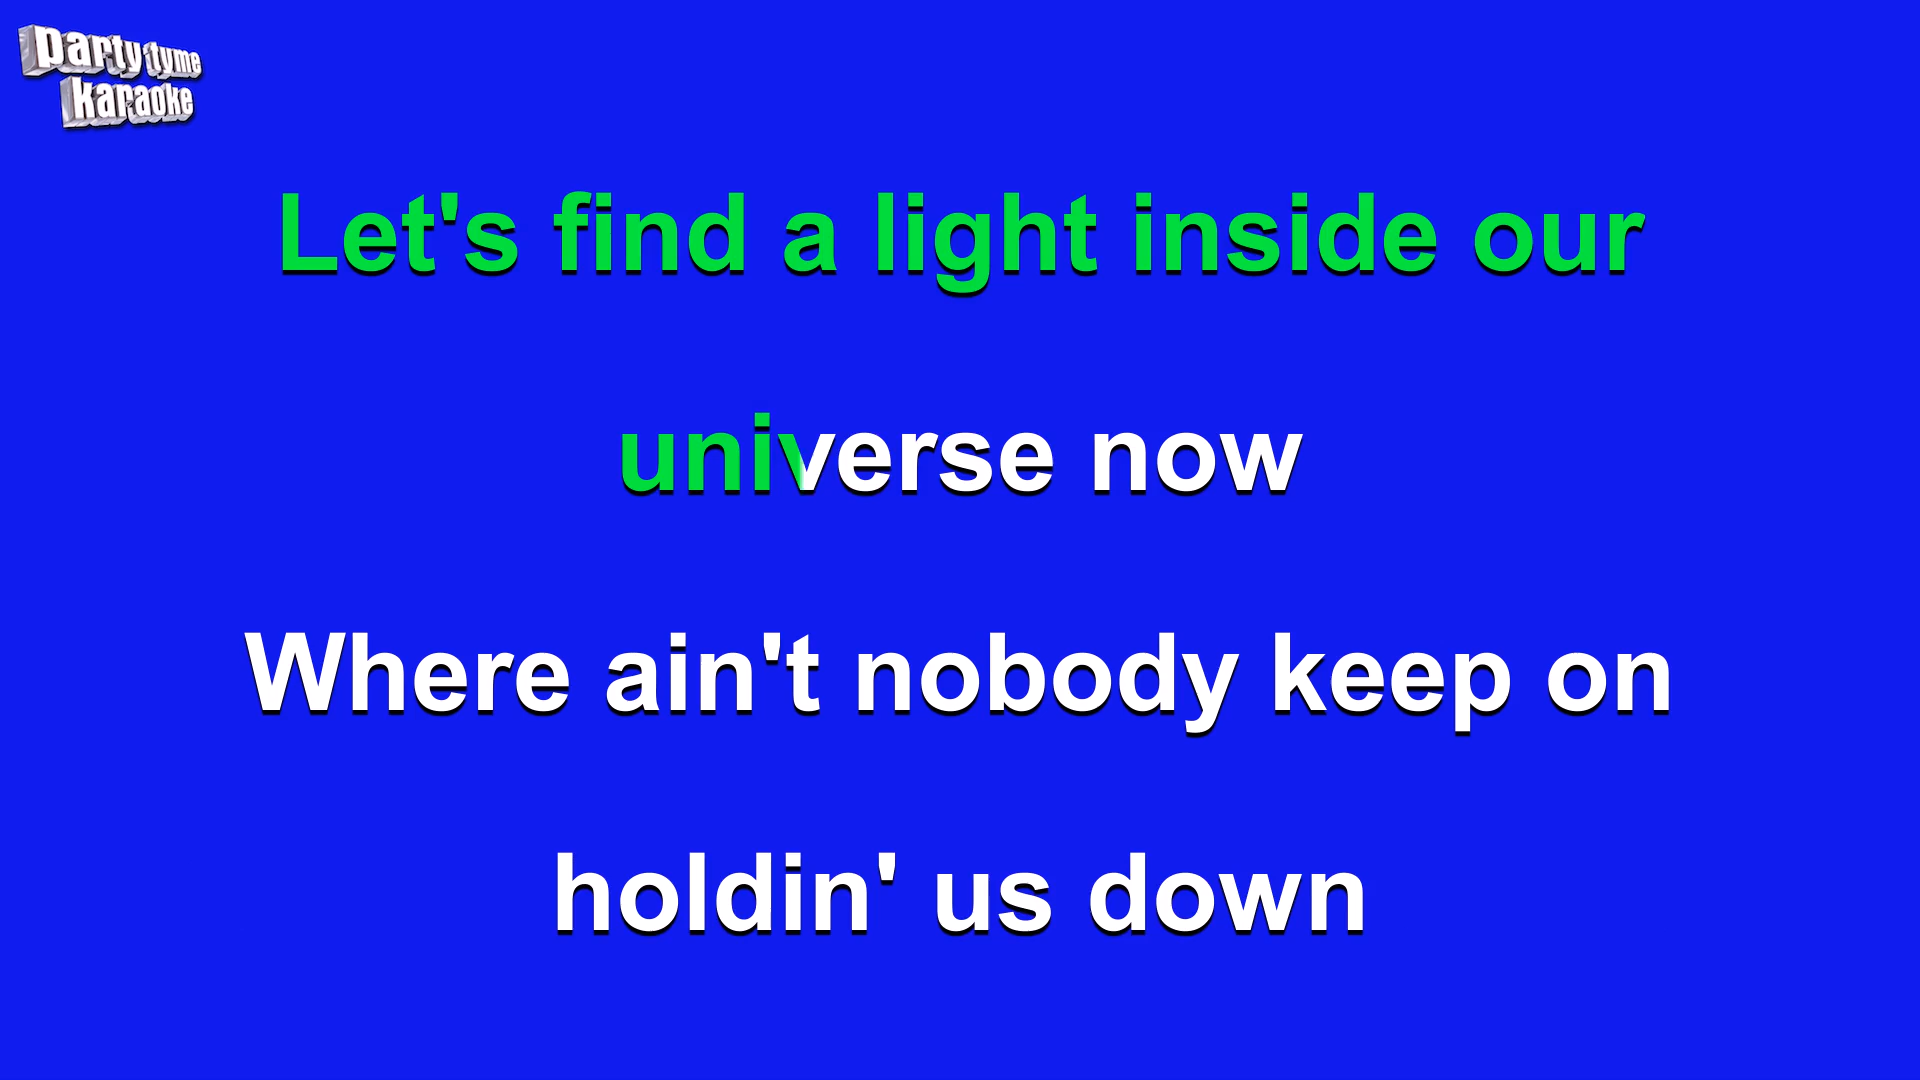 party tyme
karaoke
Let's find a light inside our
universe now
Where ain't nobody keep on
holdin' us down